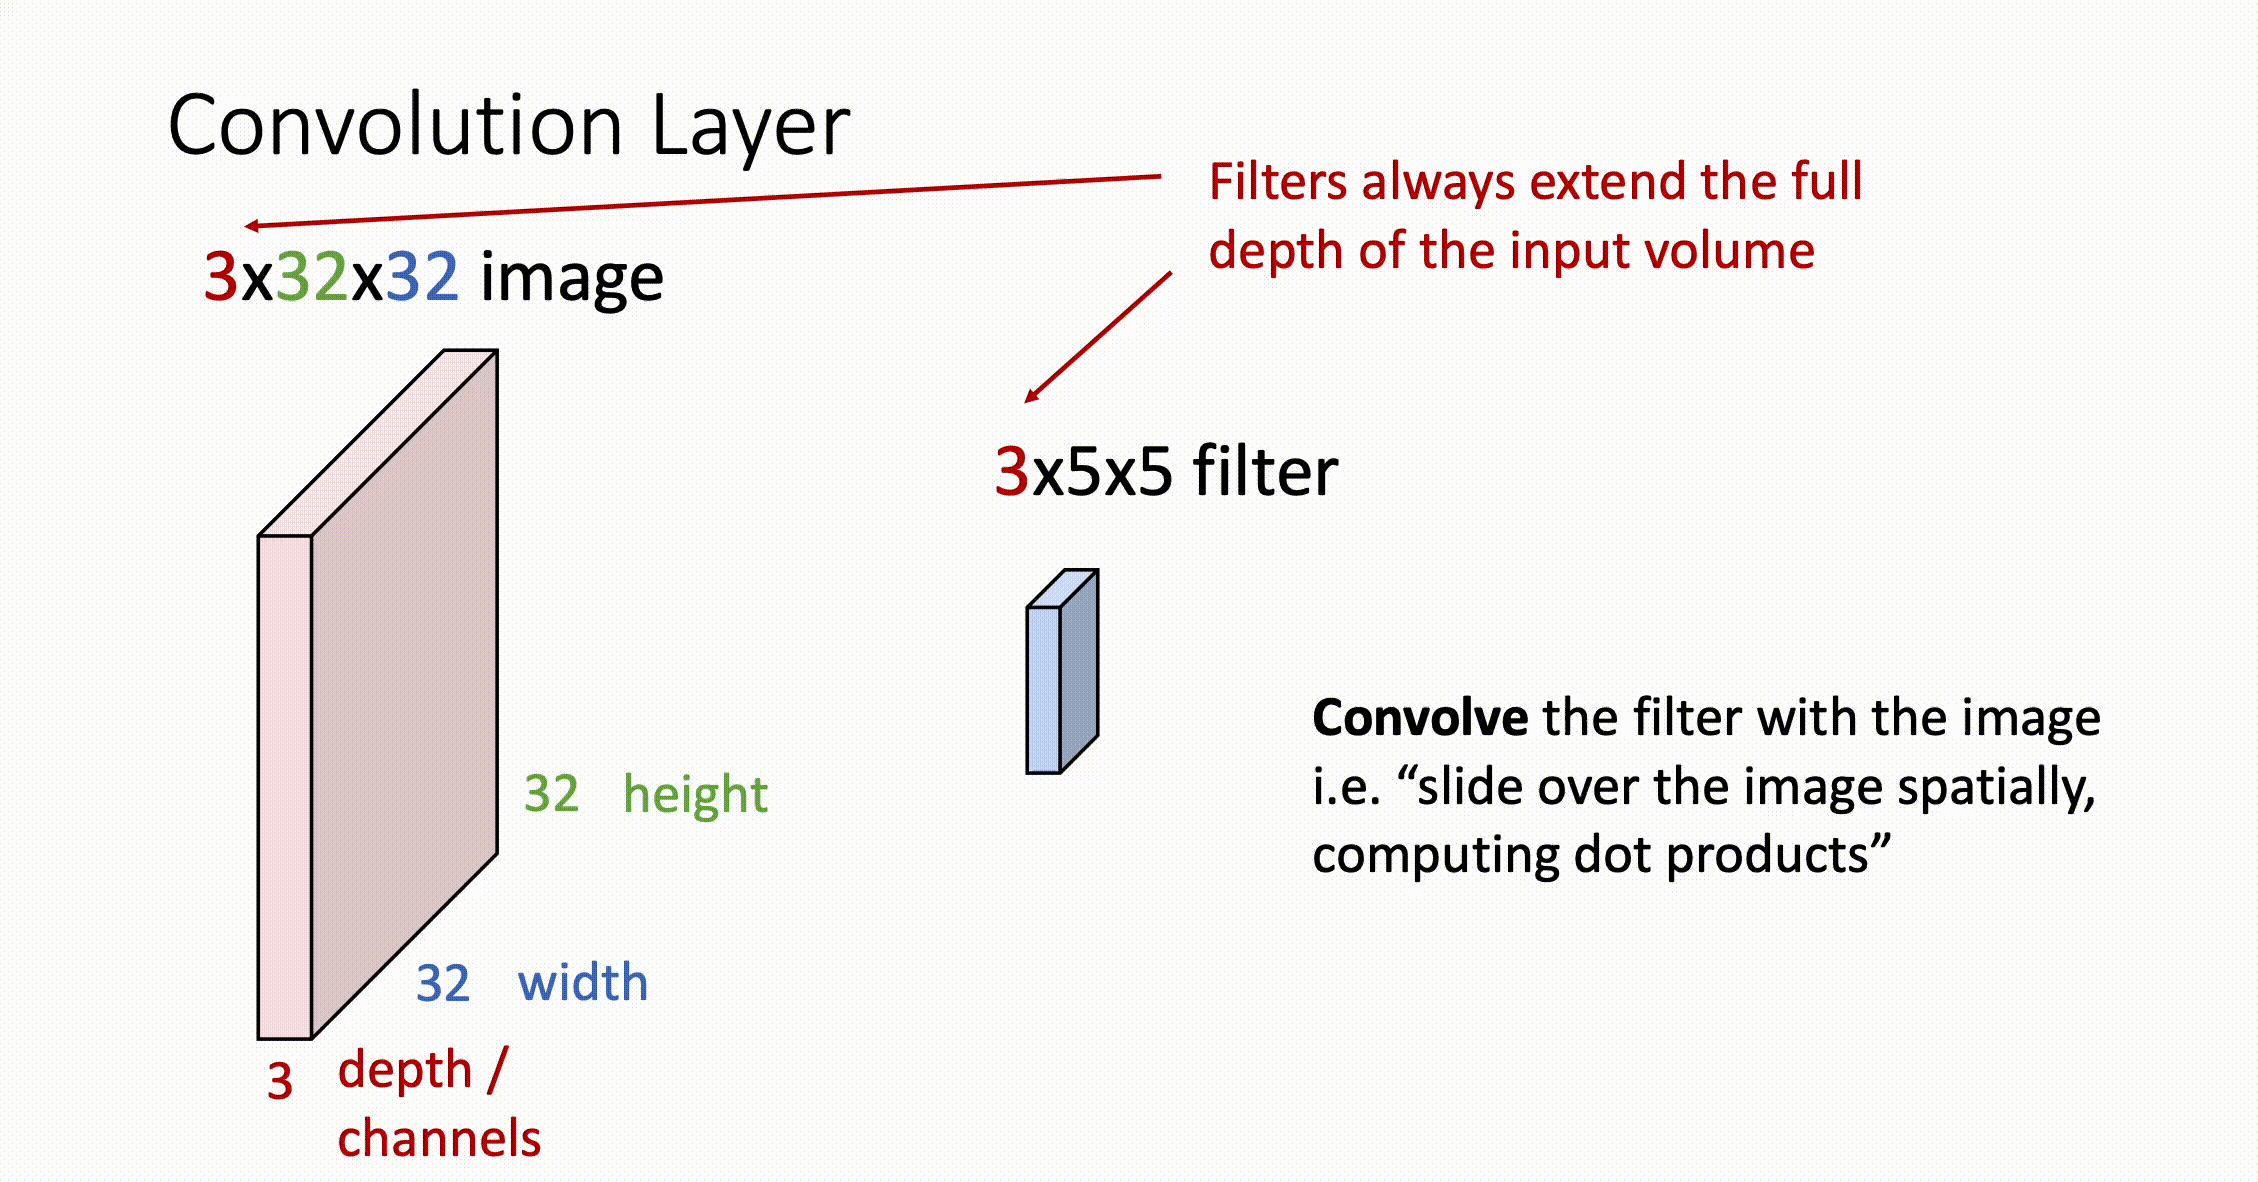 Convolution Layer
Filters always extend the full
depth of the input volume
3x32x32 image
3x5x5 filter
32 height
32 width
3 depth /
channels
Convolve the filter with the image
i.e. “slide over the image spatially,
computing dot products”